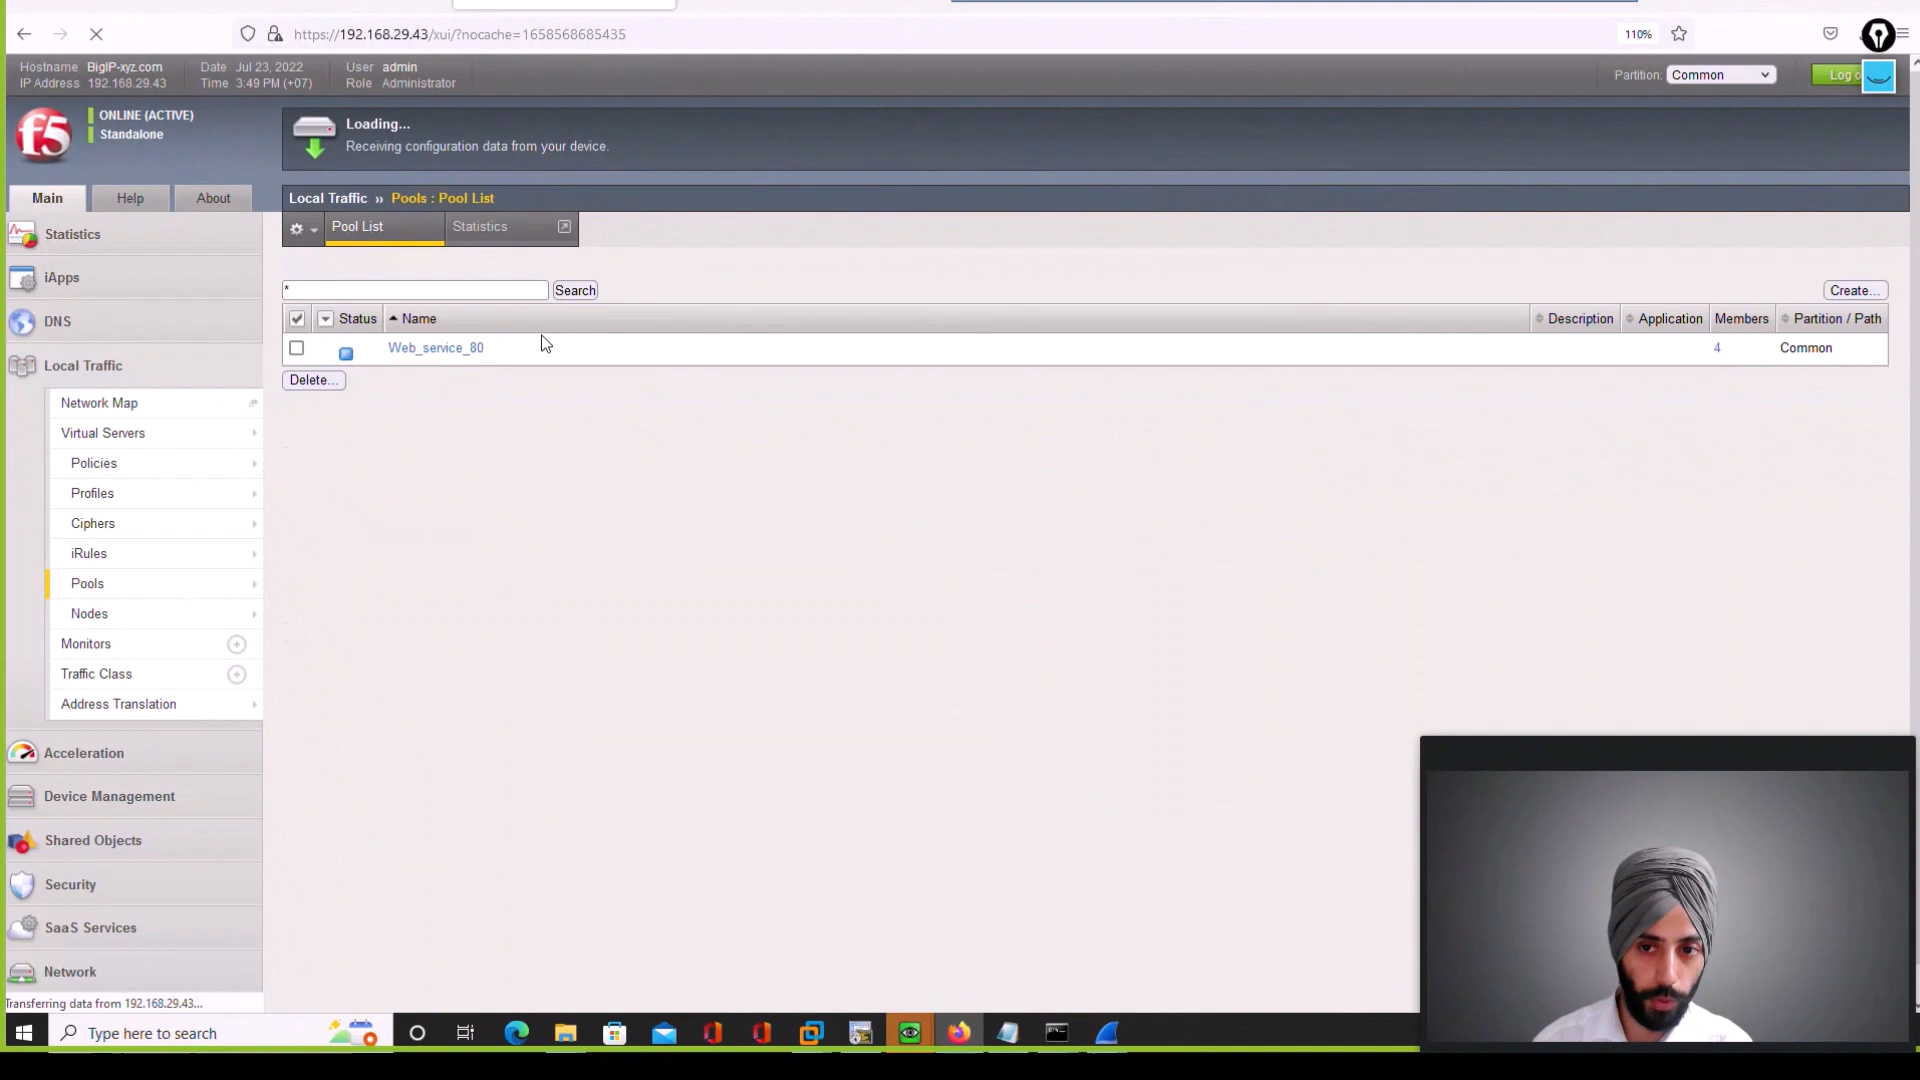 https://192.168.29.43/xui/?nocache=1658568685435
110%
Hostname BigIP-xyz.com Date Jul 23, 2022 User admin
IP Address 192.168.29.43 Time 3:49 PM (+07) Role Administrator
Partition: Common
Log o
f5
ONLINE (ACTIVE)
Standalone
Loading...
Receiving configuration data from your device.
Main Help About
Local Traffic ›› Pools : Pool List
Pool List Statistics
Statistics
iApps
DNS
Local Traffic
Network Map
Virtual Servers
Policies
Profiles
Ciphers
iRules
Pools
Nodes
Monitors
Traffic Class
Address Translation
Acceleration
Device Management
Shared Objects
Security
SaaS Services
Network
* Search Create...
Status Name Description Application Members Partition / Path
Web_service_80 4 Common
Delete...
Transferring data from 192.168.29.43...
Type here to search